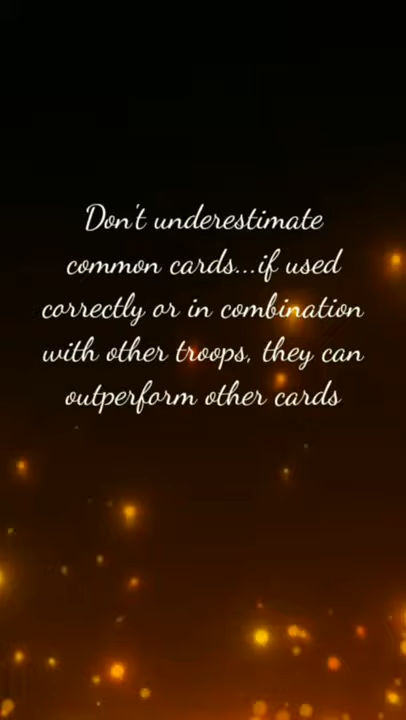 Don't underestimate
common cards...if used
correctly or in combination
with other troops, they can
outperform other cards